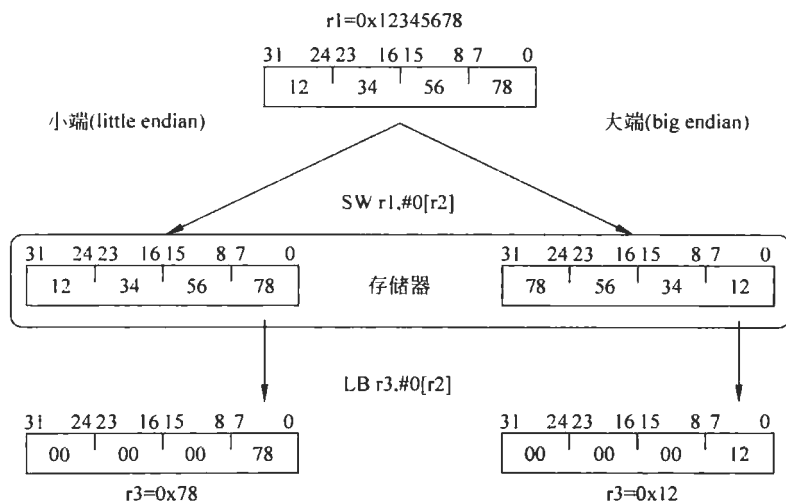 r1=0x12345678
31 24 23 16 15 8 7 0
12 34 56 78
小端(little endian) 大端(big endian)
SW r1,#0[r2]
31 24 23 16 15 8 7 0 31 24 23 16 15 8 7 0
12 34 56 78 存储器 78 56 34 12
LB r3,#0[r2]
31 24 23 16 15 8 7 0 31 24 23 16 15 8 7 0
00 00 00 78 00 00 00 12
r3=0x78 r3=0x12